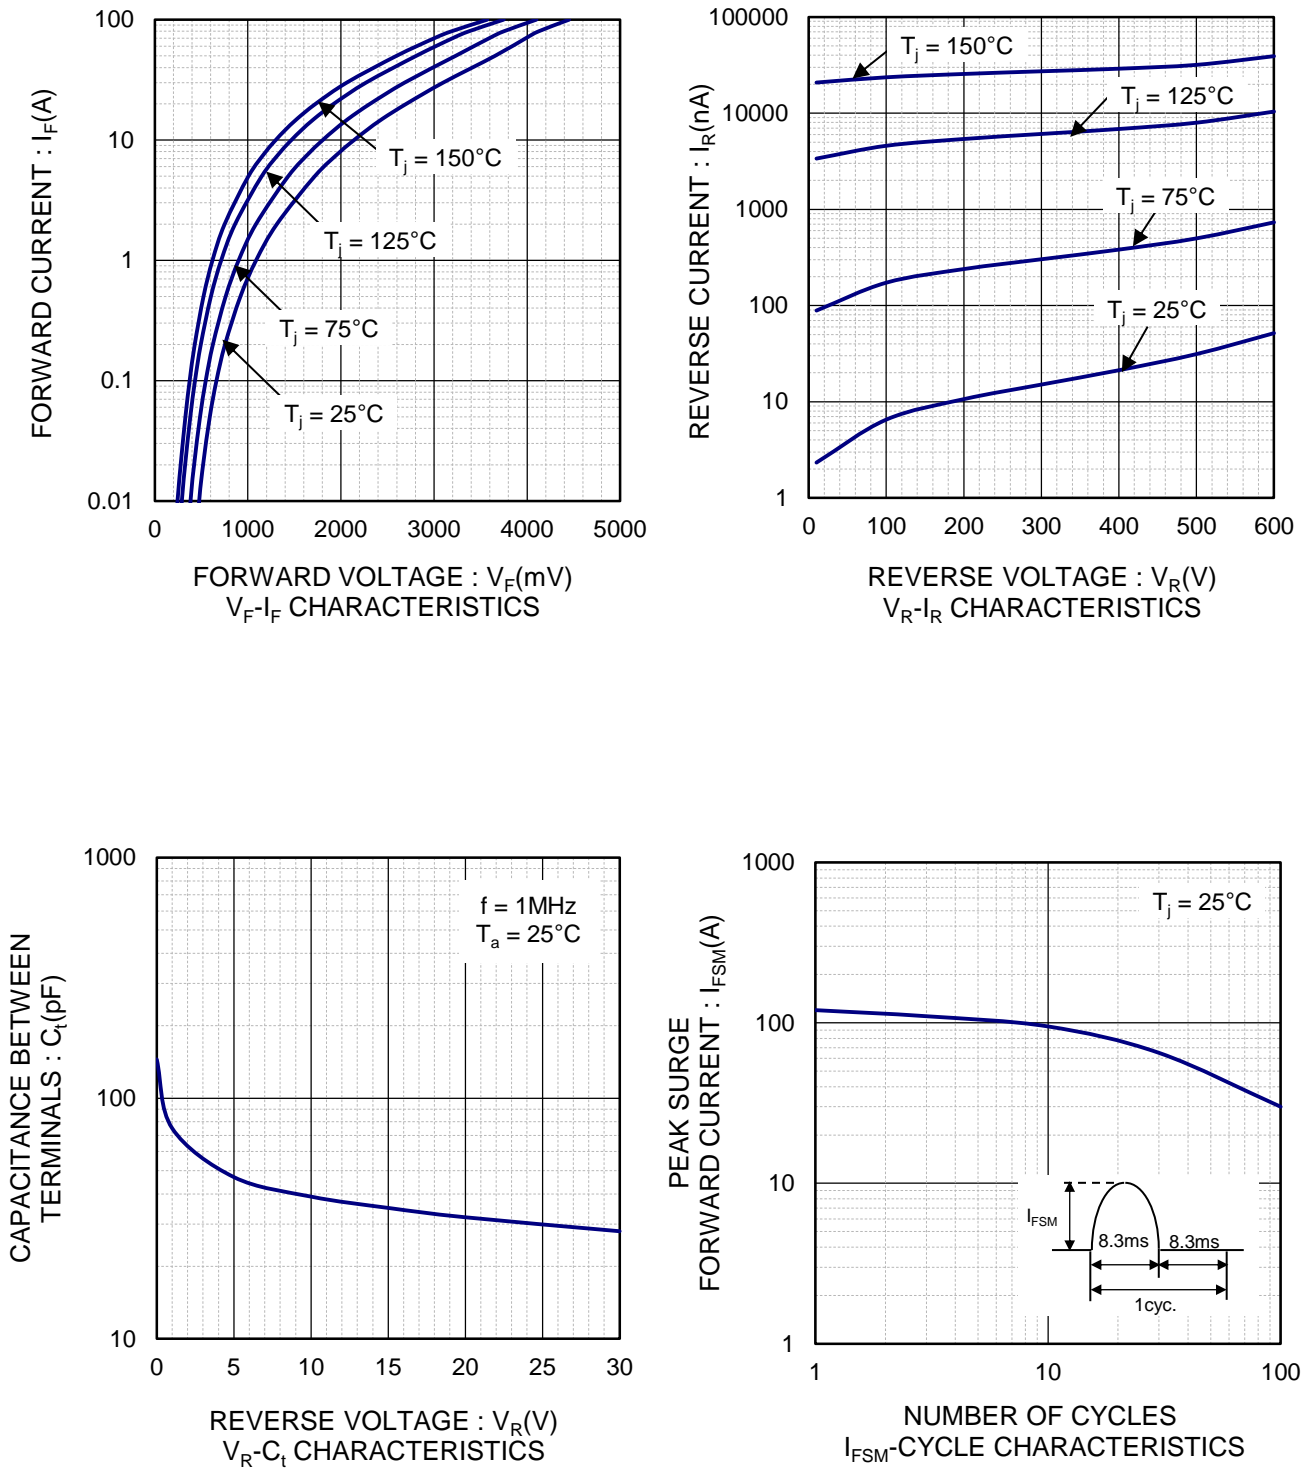 100
10
1
0.1
0.01
FORWARD CURRENT : IF(A)
Tj = 150°C
Tj = 125°C
Tj = 75°C
Tj = 25°C
0 1000 2000 3000 4000 5000
FORWARD VOLTAGE : VF(mV)
VF-IF CHARACTERISTICS
100000
10000
1000
100
10
1
REVERSE CURRENT : IR(nA)
Tj = 150°C
Tj = 125°C
Tj = 75°C
Tj = 25°C
0 100 200 300 400 500 600
REVERSE VOLTAGE : VR(V)
VR-IR CHARACTERISTICS
1000
100
10
CAPACITANCE BETWEEN
TERMINALS : Ct(pF)
f = 1MHz
Ta = 25°C
0 5 10 15 20 25 30
REVERSE VOLTAGE : VR(V)
VR-Ct CHARACTERISTICS
1000
100
10
1
PEAK SURGE
FORWARD CURRENT : IFSM(A)
Tj = 25°C
IFSM
8.3ms 8.3ms
1cyc.
1 10 100
NUMBER OF CYCLES
IFSM-CYCLE CHARACTERISTICS